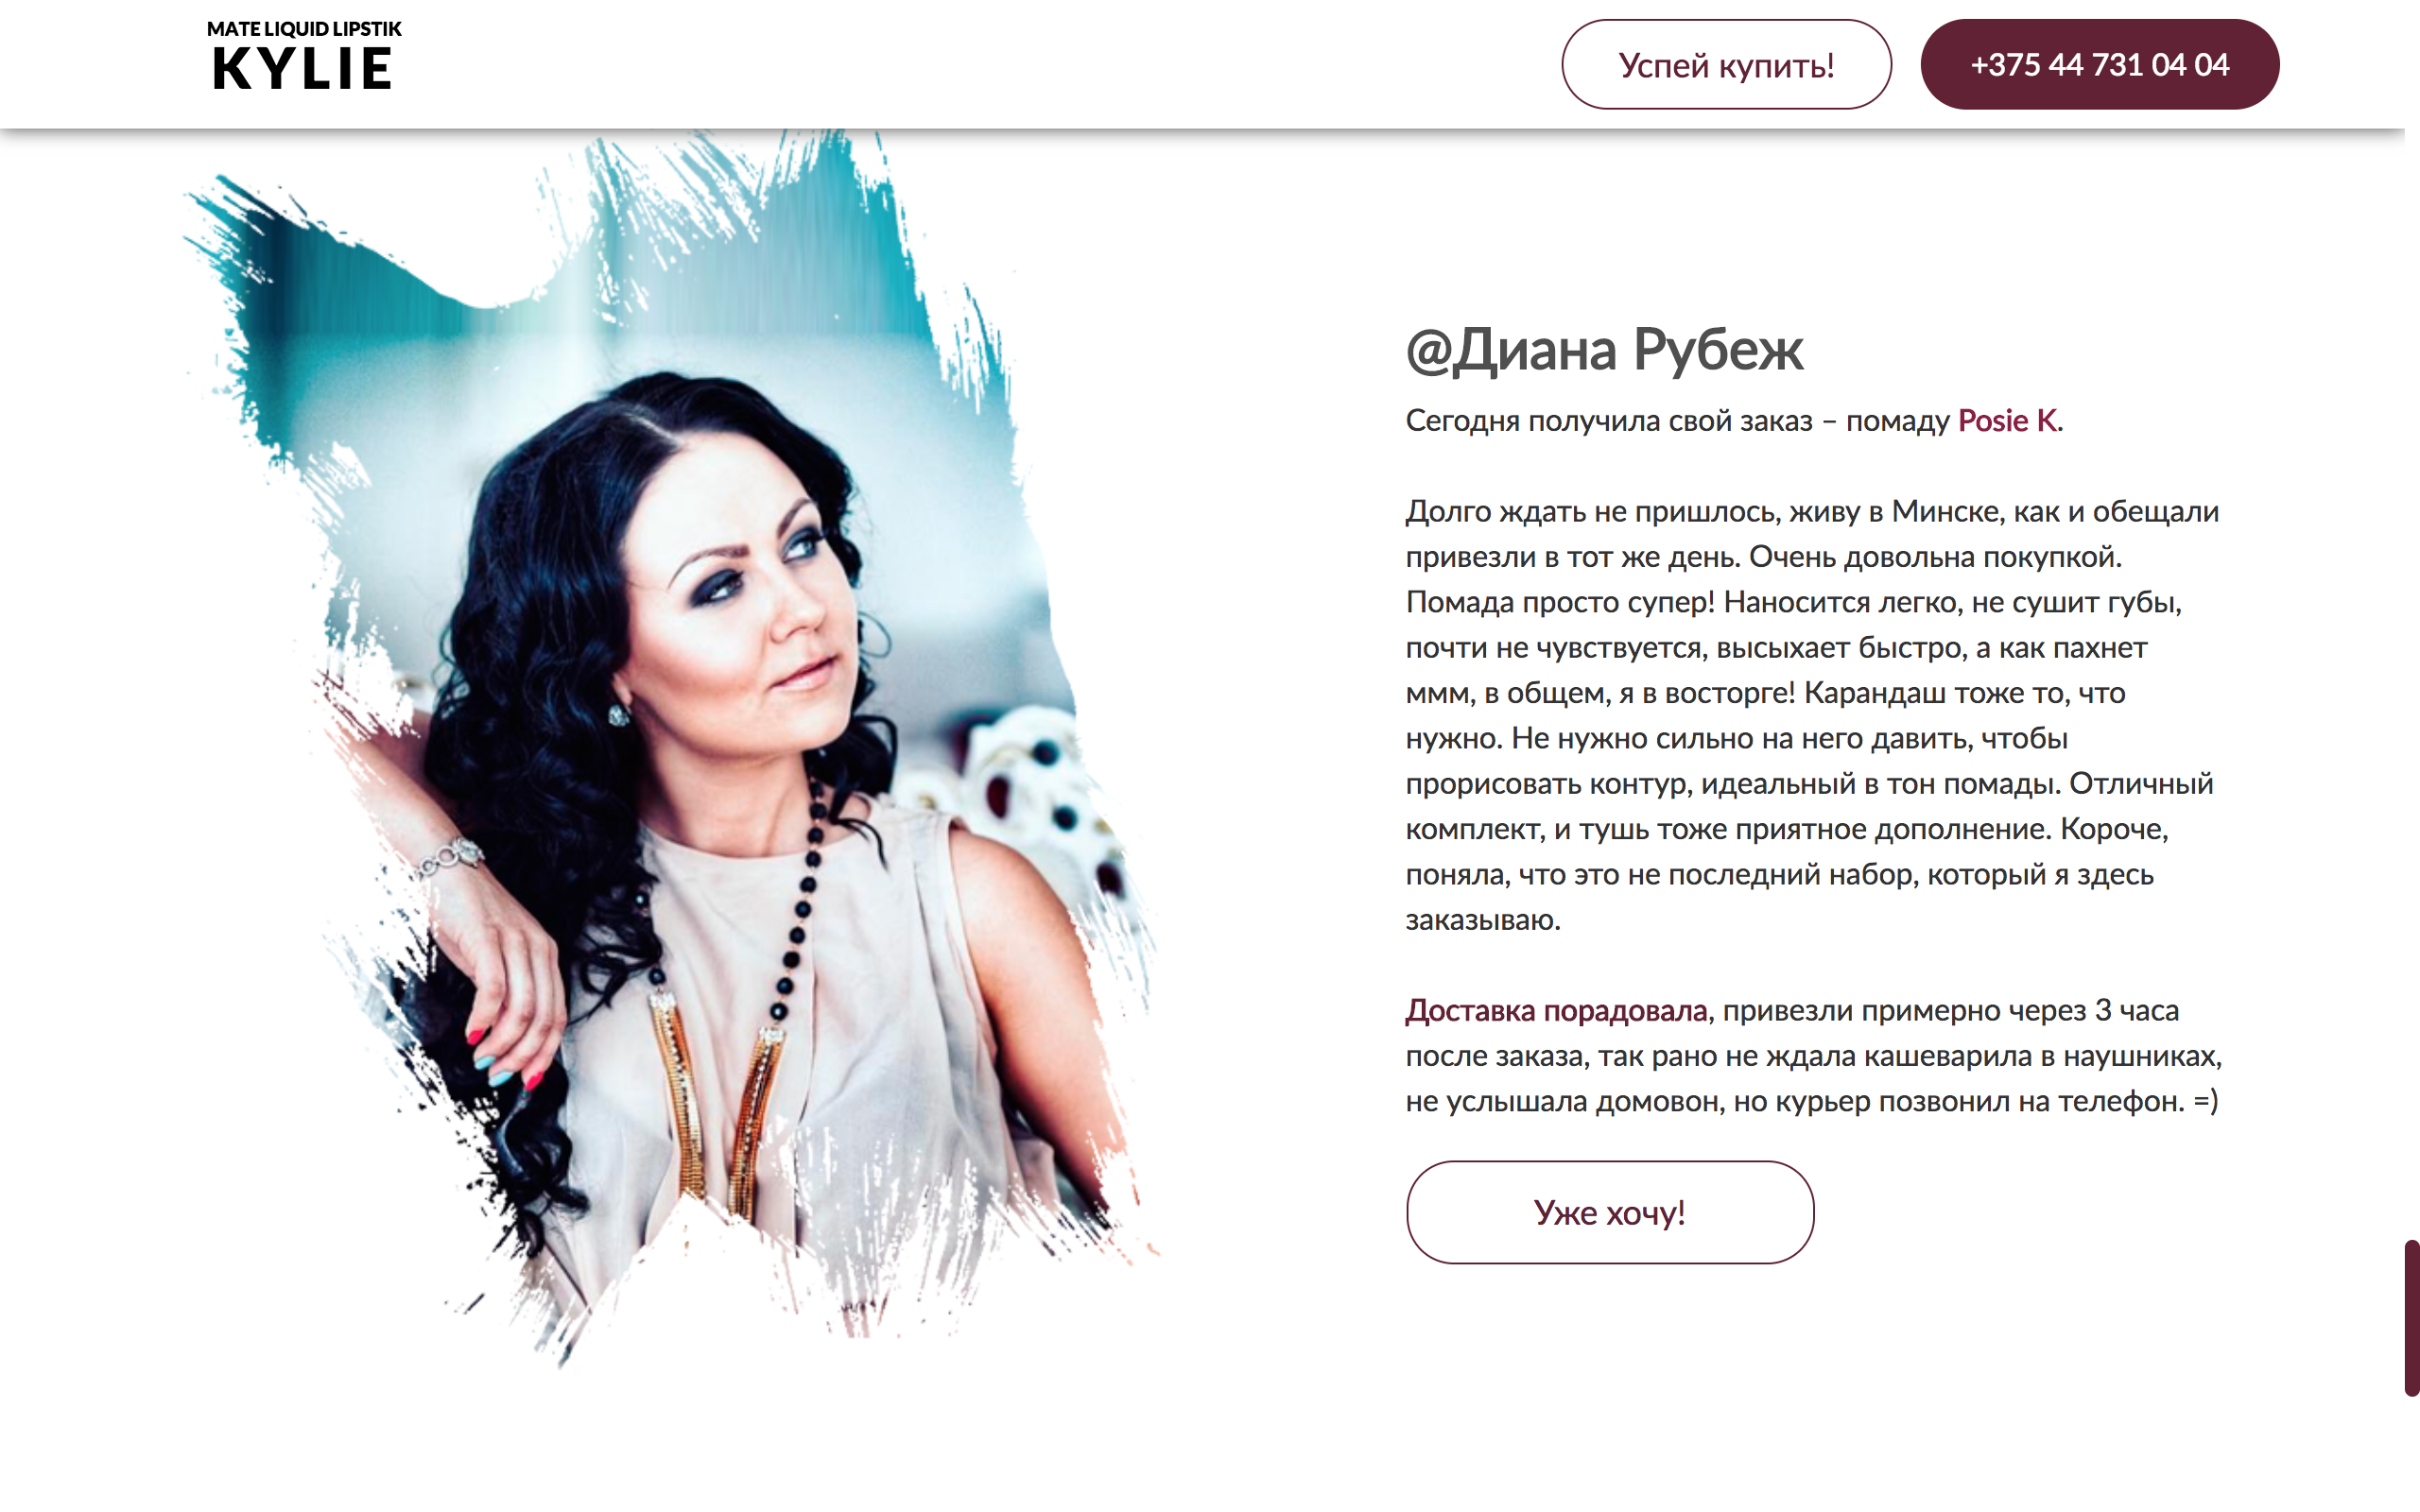 MATE LIQUID LIPSTIK
KYLIE
Успей купить!
+375 44 731 04 04
@Диана Рубеж
Сегодня получила свой заказ – помаду Posie K.
Долго ждать не пришлось, живу в Минске, как и обещали
привезли в тот же день. Очень довольна покупкой.
Помада просто супер! Наносится легко, не сушит губы,
почти не чувствуется, высыхает быстро, а как пахнет
ммм, в общем, я в восторге! Карандаш тоже то, что
нужно. Не нужно сильно на него давить, чтобы
прорисовать контур, идеальный в тон помады. Отличный
комплект, и тушь тоже приятное дополнение. Короче,
поняла, что это не последний набор, который я здесь
заказываю.
Доставка порадовала, привезли примерно через 3 часа
после заказа, так рано не ждала кашеварила в наушниках,
не услышала домовон, но курьер позвонил на телефон. =)
Уже хочу!